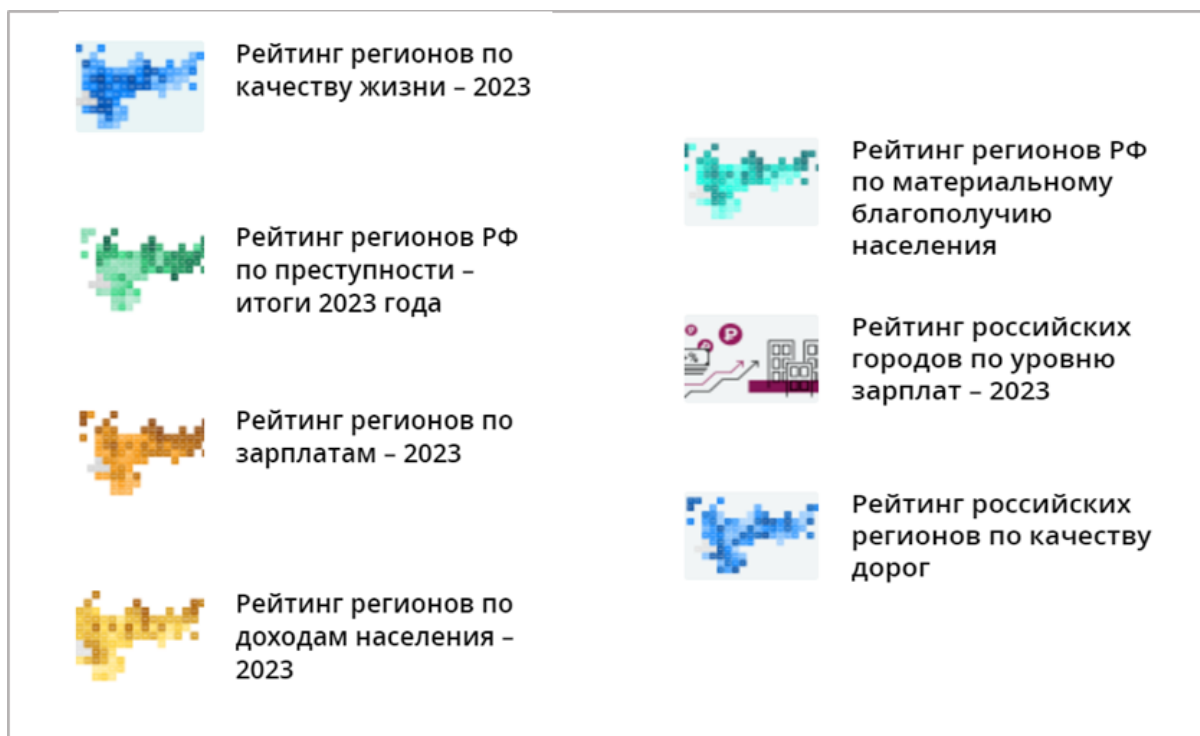 Рейтинг регионов по
качеству жизни – 2023
Рейтинг регионов РФ
по преступности –
итоги 2023 года
Рейтинг регионов по
зарплатам – 2023
Рейтинг регионов по
доходам населения –
2023
Рейтинг регионов РФ
по материальному
благополучию
населения
Рейтинг российских
городов по уровню
зарплат – 2023
Рейтинг российских
регионов по качеству
дорог